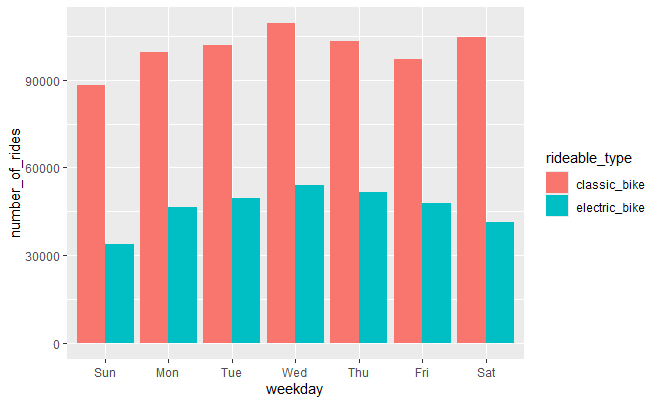 number_of_rides
90000
60000
30000
0
Sun Mon Tue Wed Thu Fri Sat
weekday
rideable_type
classic_bike
electric_bike